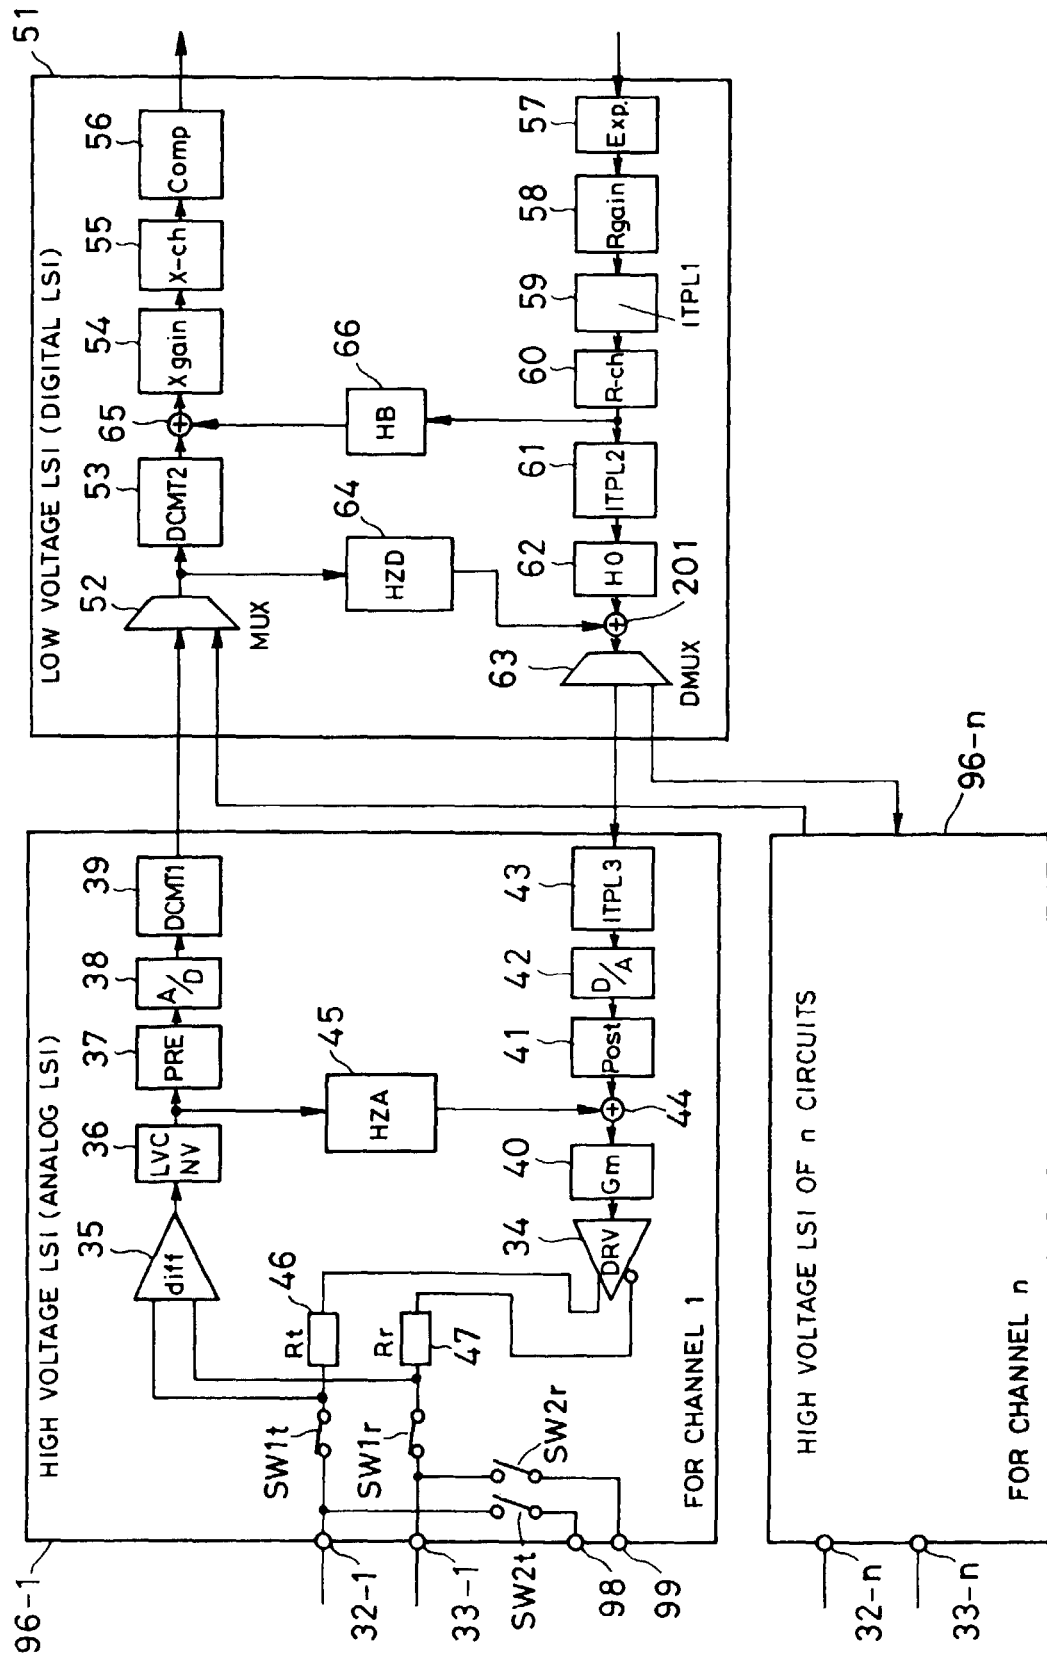 HIGH VOLTAGE LSI (ANALOG LSI)
96-1
35
diff
36
LVC
NV
37
PRE
38
A/D
39
DCMT1
45
HZA
46
Rt
Rr
47
SW1t
SW1r
SW2r
SW2t
32-1
33-1
98
99
34
DRV
40
Gm
44
41
Post
42
D/A
43
ITPL3
FOR CHANNEL 1
LOW VOLTAGE LSI (DIGITAL LSI)
51
52
MUX
53
DCMT2
65
54
Xgain
55
X-ch
56
Comp
64
HZD
66
HB
63
DMUX
201
62
HO
61
ITPL2
60
R-ch
59
ITPL1
58
Rgain
57
Exp.
HIGH VOLTAGE LSI OF n CIRCUITS
96-n
FOR CHANNEL n
32-n
33-n